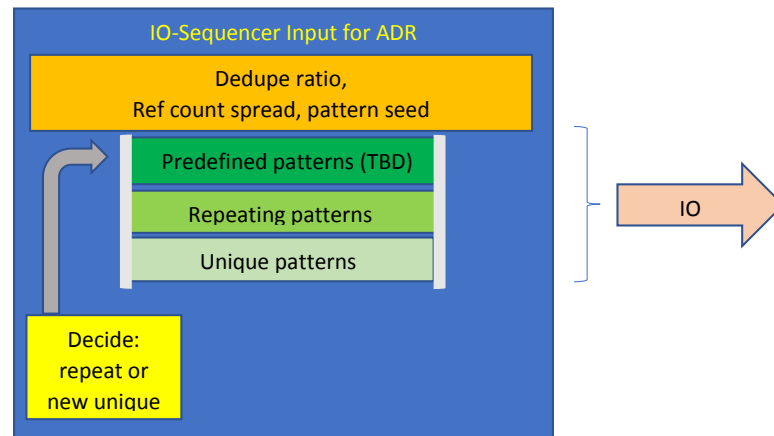 IO-Sequencer Input for ADR
Dedupe ratio,
Ref count spread, pattern seed
Predefined patterns (TBD)
Repeating patterns
Unique patterns
IO
Decide:
repeat or
new unique